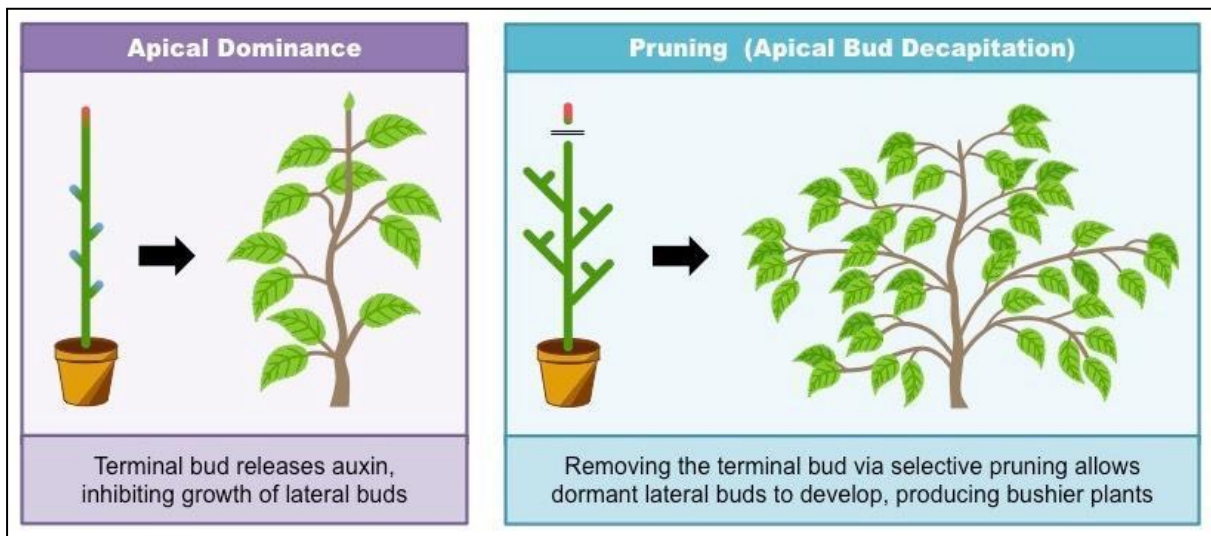 Apical Dominance
Terminal bud releases auxin,
inhibiting growth of lateral buds
Pruning (Apical Bud Decapitation)
Removing the terminal bud via selective pruning allows
dormant lateral buds to develop, producing bushier plants